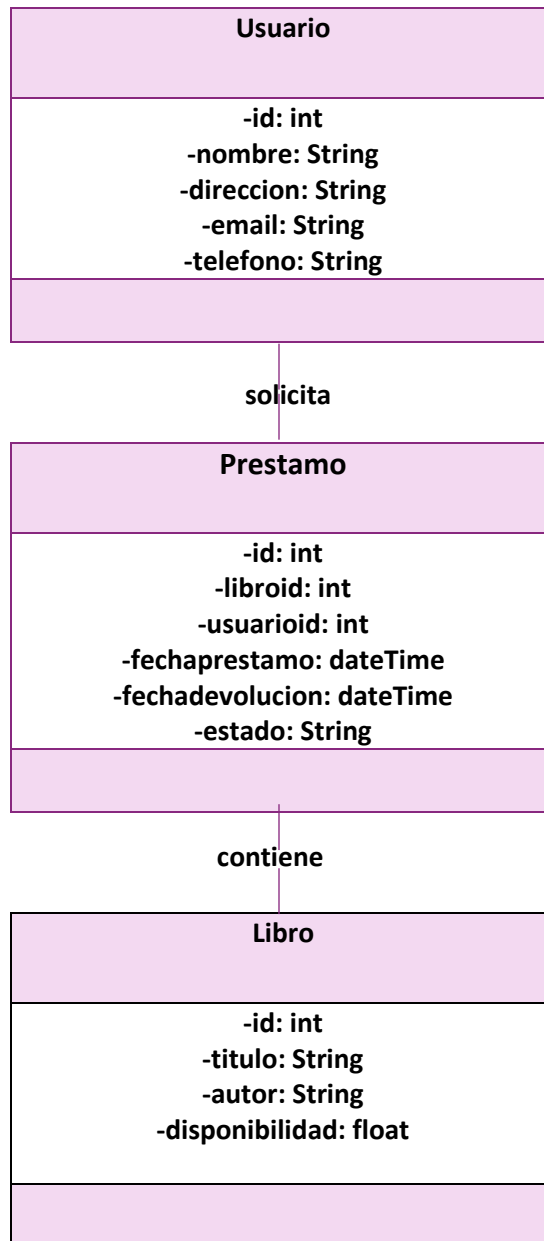 Usuario
-id: int
-nombre: String
-direccion: String
-email: String
-telefono: String
solicita
Prestamo
-id: int
-libroid: int
-usuarioid: int
-fechaprestamo: dateTime
-fechadevolucion: dateTime
-estado: String
contiene
Libro
-id: int
-titulo: String
-autor: String
-disponibilidad: float